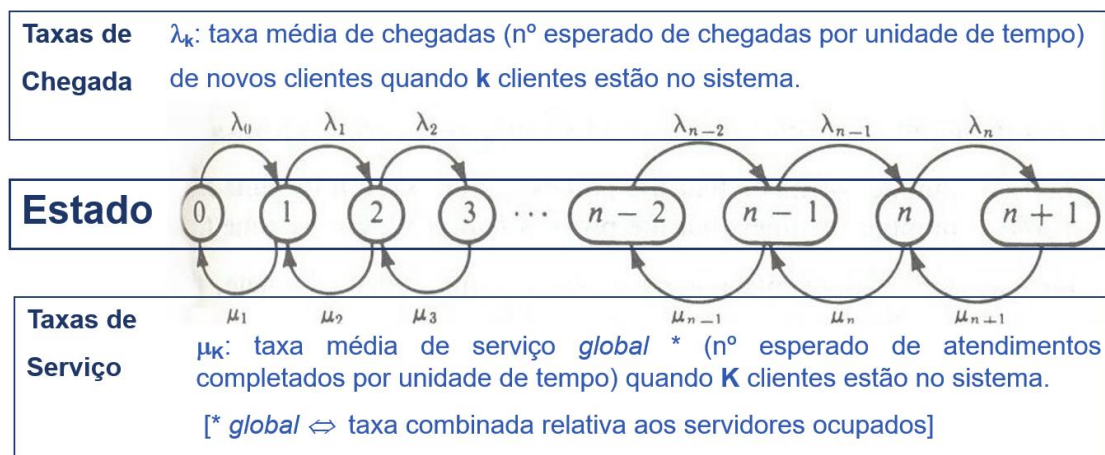 Taxas de Chegada
λk: taxa média de chegadas (nº esperado de chegadas por unidade de tempo)
de novos clientes quando k clientes estão no sistema.
λ0 λ1 λ2 λn−2 λn−1 λn
Estado 0 1 2 3 ··· n − 2 n − 1 n n + 1
μ1 μ2 μ3 μn−1 μn μn+1
Taxas de Serviço
μK: taxa média de serviço global * (nº esperado de atendimentos
completados por unidade de tempo) quando K clientes estão no sistema.
[* global ⇔ taxa combinada relativa aos servidores ocupados]